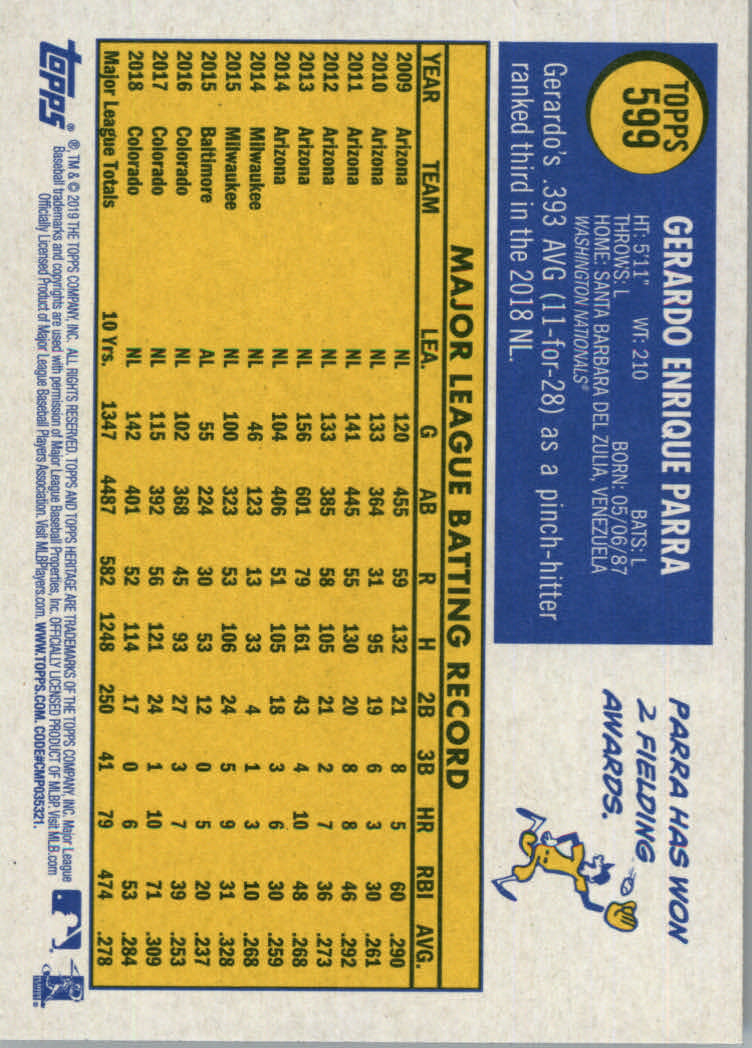 TOPPS
599
GERARDO ENRIQUE PARRA
HT: 5'11" WT: 210 BATS: L
THROWS: L BORN: 05/06/87
HOME: SANTA BARBARA DEL ZULIA, VENEZUELA
WASHINGTON NATIONALS®
Gerardo's .393 AVG (11-for-28) as a pinch-hitter
ranked third in the 2018 NL.
PARRA HAS WON
2 FIELDING
AWARDS.
MAJOR LEAGUE BATTING RECORD
YEAR TEAM LEA. G AB R H 2B 3B HR RBI AVG.
2009 Arizona NL 120 455 59 132 21 8 5 60 .290
2010 Arizona NL 133 364 31 95 19 6 3 30 .261
2011 Arizona NL 141 445 55 130 20 8 8 46 .292
2012 Arizona NL 133 385 58 105 21 2 7 36 .273
2013 Arizona NL 156 601 79 161 43 4 10 48 .268
2014 Arizona NL 104 406 51 105 18 3 6 30 .259
2014 Milwaukee NL 46 123 13 33 4 1 3 10 .268
2015 Milwaukee NL 100 323 53 106 24 5 9 31 .328
2015 Baltimore AL 55 224 30 53 12 0 5 20 .237
2016 Colorado NL 102 368 45 93 27 3 7 39 .253
2017 Colorado NL 115 392 56 121 24 1 10 71 .309
2018 Colorado NL 142 401 52 114 17 0 6 53 .284
Major League Totals 10 Yrs. 1347 4487 582 1248 250 41 79 474 .278
topps®
®, TM & © 2019 THE TOPPS COMPANY, INC. ALL RIGHTS RESERVED. TOPPS AND TOPPS HERITAGE ARE TRADEMARKS OF THE TOPPS COMPANY, INC. Major League
Baseball trademarks and copyrights are used with permission of Major League Baseball Properties, Inc. OFFICIALLY LICENSED PRODUCT OF MLBP. Visit MLB.com
Officially Licensed Product of Major League Baseball Players Association. Visit MLBPlayers.com. WWW.TOPPS.COM. CODE#CMP035321.